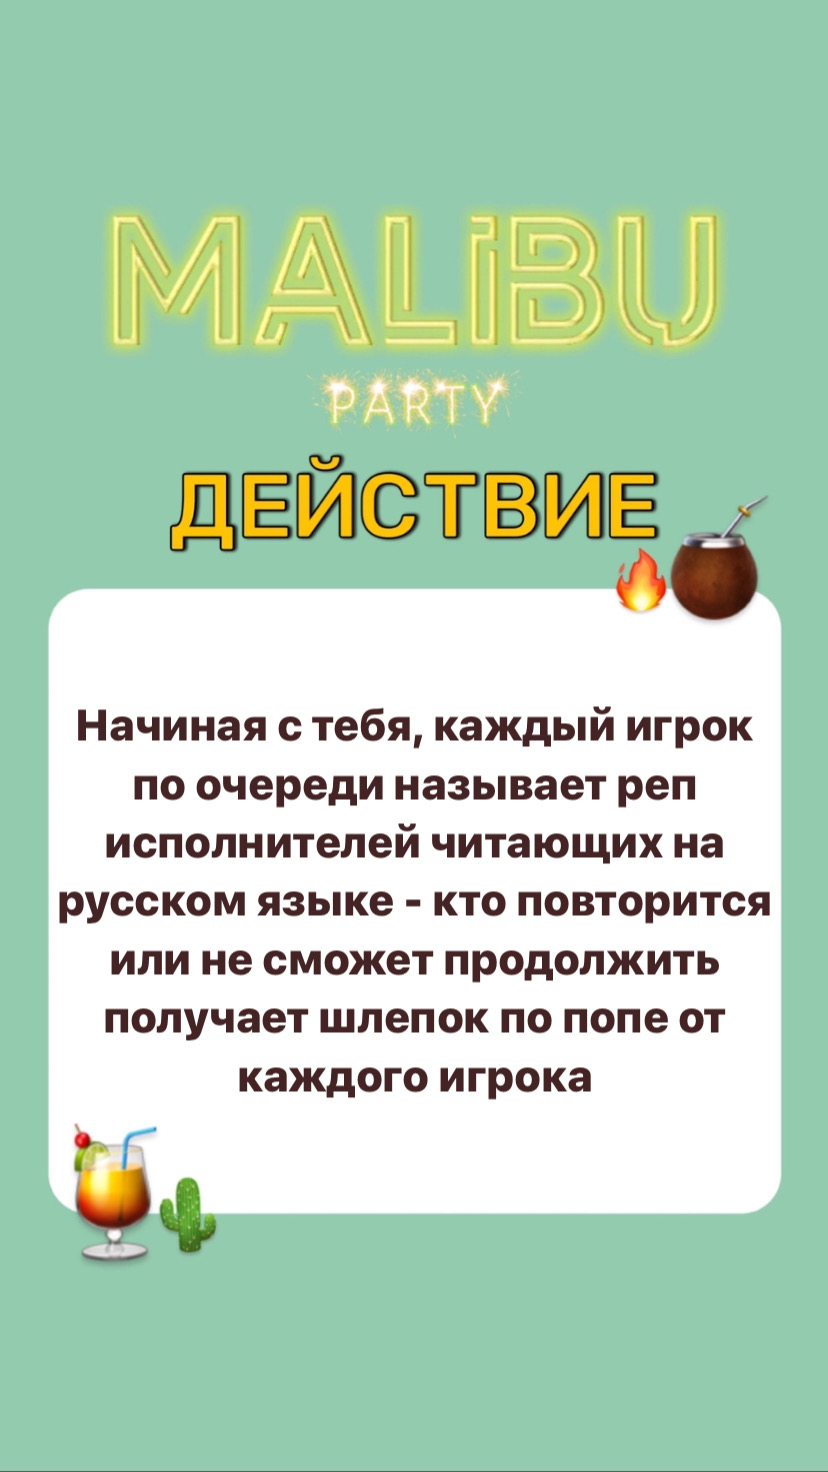 MALiBU
PARTY
ДЕЙСТВИЕ
Начиная с тебя, каждый игрок
по очереди называет реп
исполнителей читающих на
русском языке - кто повторится
или не сможет продолжить
получает шлепок по попе от
каждого игрока